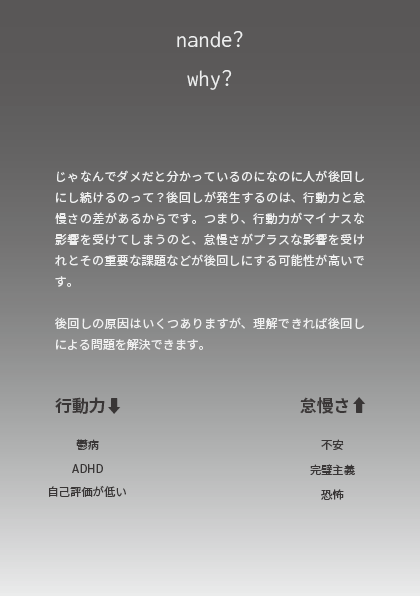 nande?
why?
じゃなんでダメだと分かっているのになのに人が後回し
にし続けるのって？後回しが発生するのは、行動力と怠
慢さの差があるからです。つまり、行動力がマイナスな
影響を受けてしまうのと、怠慢さがプラスな影響を受け
れとその重要な課題などが後回しにする可能性が高いで
す。
後回しの原因はいくつありますが、理解できれば後回し
による問題を解決できます。
行動力⬇ 怠慢さ⬆
鬱病 不安
ADHD 完璧主義
自己評価が低い 恐怖